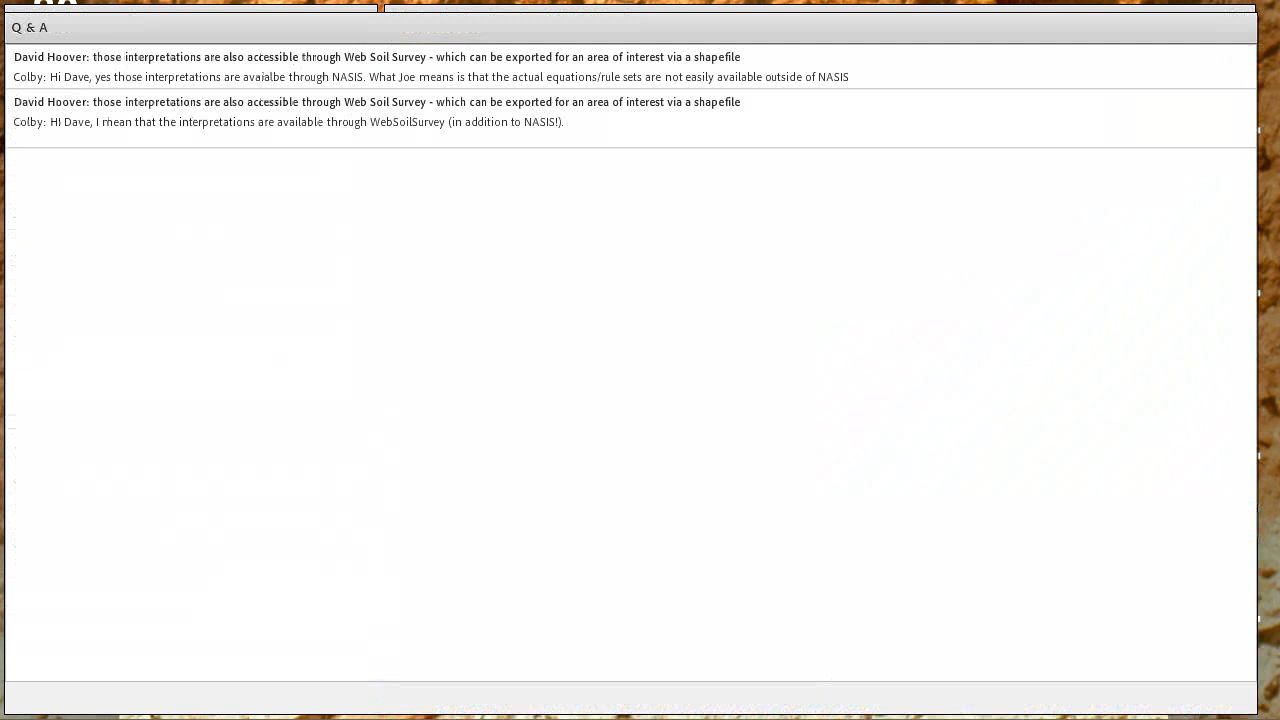 Q & A
David Hoover: those interpretations are also accessible through Web Soil Survey - which can be exported for an area of interest via a shapefile
Colby: Hi Dave, yes those interpretations are avaialbe through NASIS. What Joe means is that the actual equations/rule sets are not easily available outside of NASIS
David Hoover: those interpretations are also accessible through Web Soil Survey - which can be exported for an area of interest via a shapefile
Colby: HI Dave, I mean that the interpretations are available through WebSoilSurvey (in addition to NASIS!).